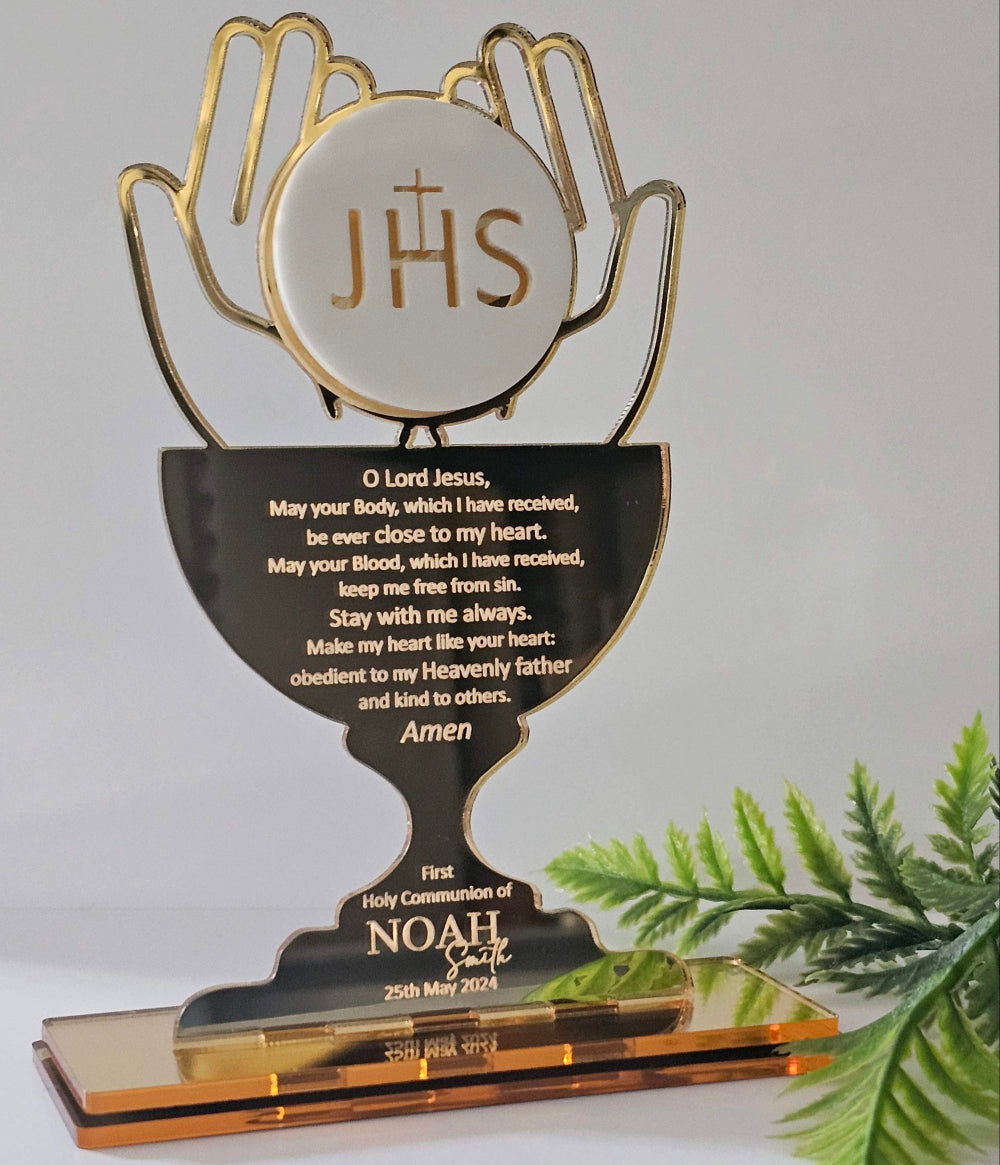 JHS
O Lord Jesus,
May your Body, which I have received,
be ever close to my heart.
May your Blood, which I have received,
keep me free from sin.
Stay with me always.
Make my heart like your heart:
obedient to my Heavenly father
and kind to others.
Amen
First
Holy Communion of
NOAH
Smith
25th May 2024